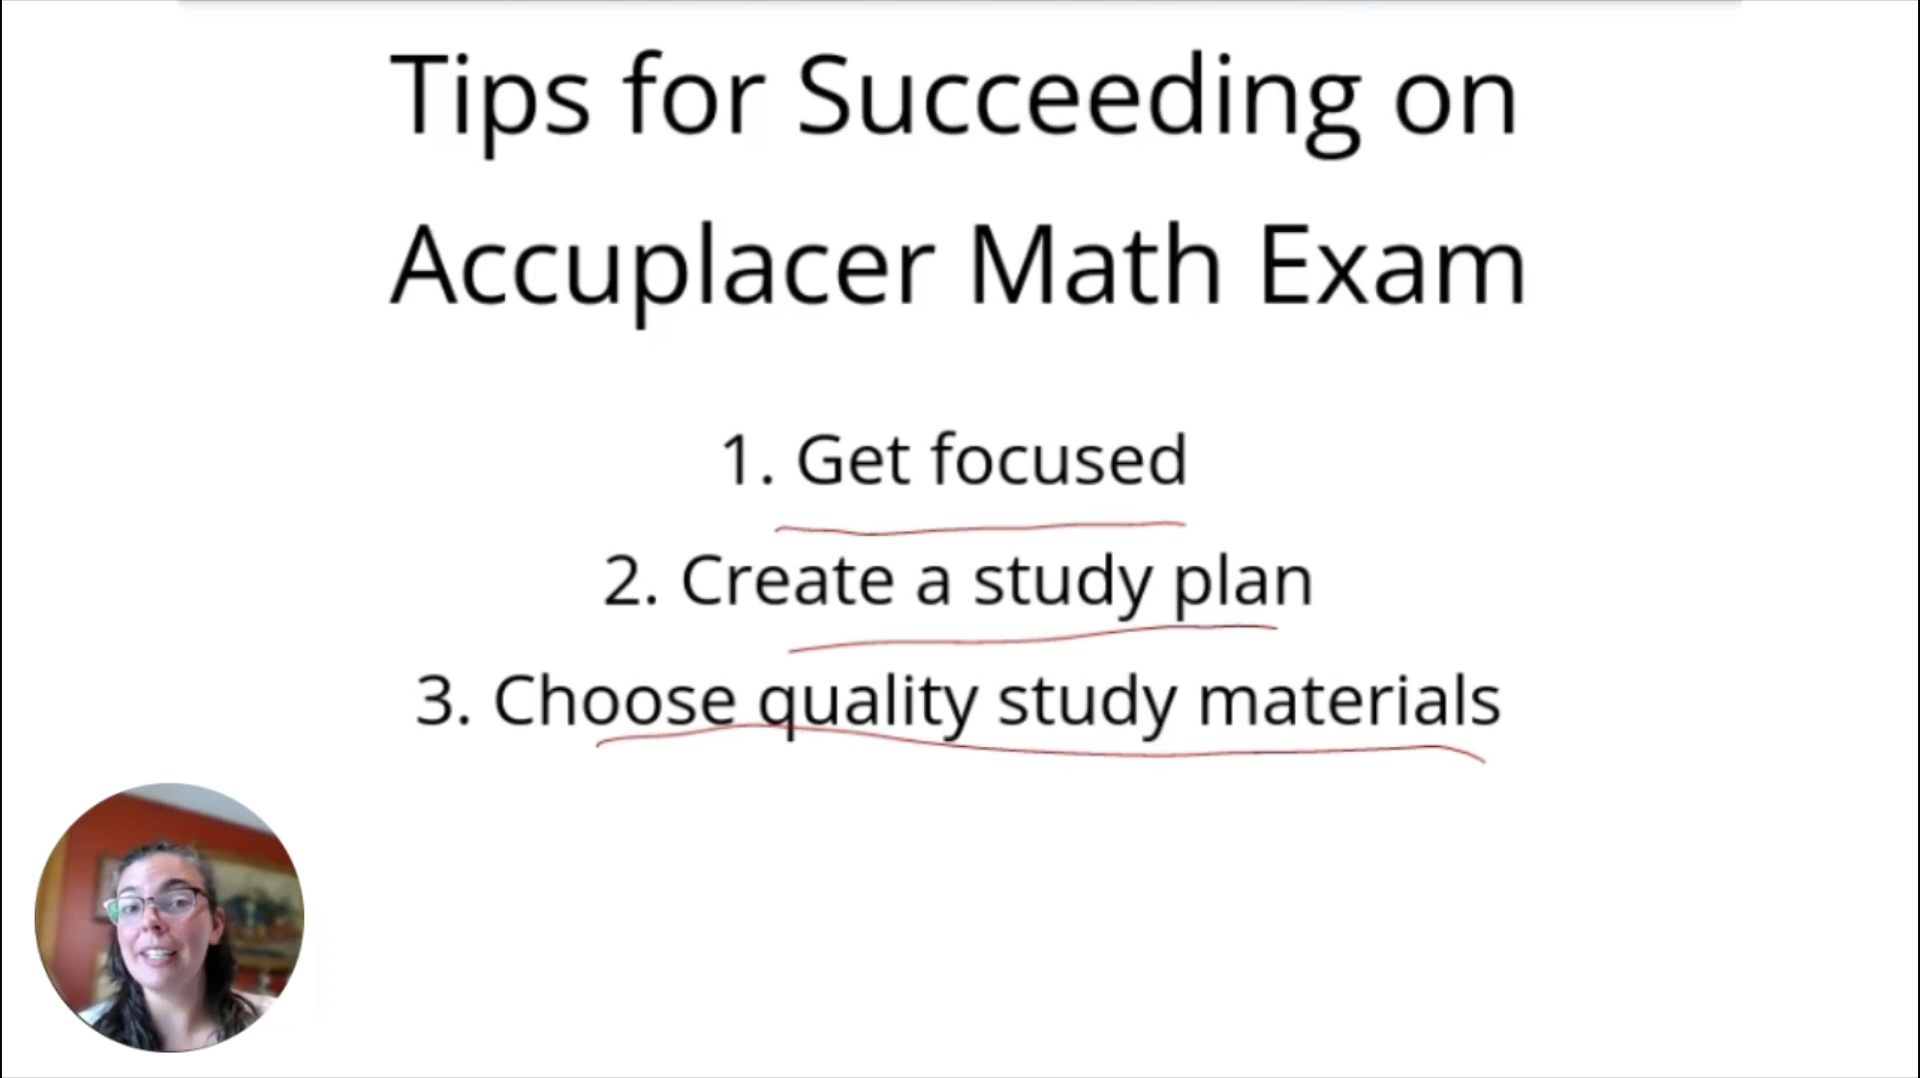 Tips for Succeeding on
Accuplacer Math Exam
1. Get focused
2. Create a study plan
3. Choose quality study materials